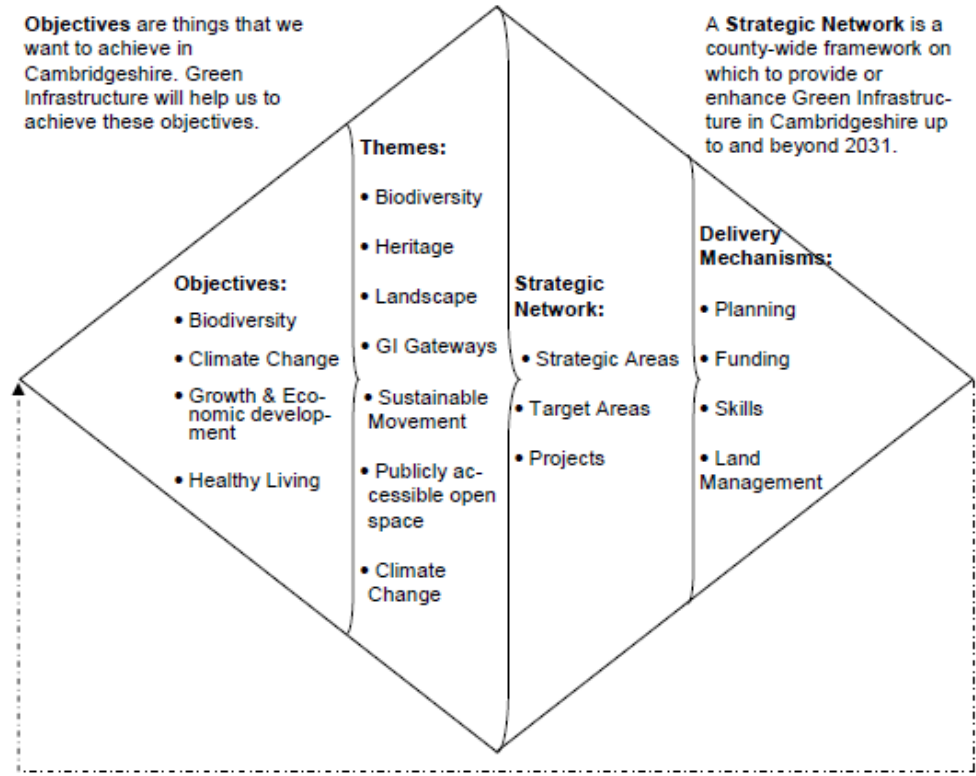 Objectives are things that we
want to achieve in
Cambridgeshire. Green
Infrastructure will help us to
achieve these objectives.
A Strategic Network is a
county-wide framework on
which to provide or
enhance Green Infrastruc-
ture in Cambridgeshire up
to and beyond 2031.
Objectives:
• Biodiversity
• Climate Change
• Growth & Eco-
nomic develop-
ment
• Healthy Living
Themes:
• Biodiversity
• Heritage
• Landscape
• GI Gateways
• Sustainable
Movement
• Publicly ac-
cessible open
space
• Climate
Change
Strategic
Network:
• Strategic Areas
• Target Areas
• Projects
Delivery
Mechanisms:
• Planning
• Funding
• Skills
• Land
Management